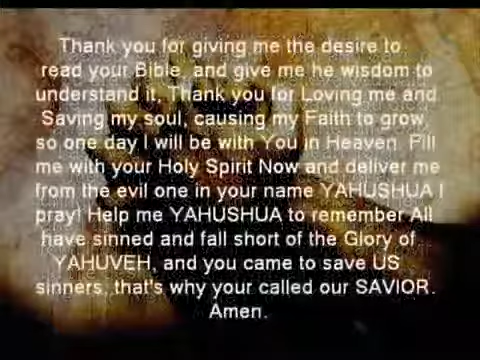 Thank you for giving me the desire to
read your Bible, and give me he wisdom to
understand it, Thank you for Loving me and
Saving my soul, causing my Faith to grow,
so one day I will be with You in Heaven. Fill
me with your Holy Spirit Now and deliver me
from the evil one in your name YAHUSHUA I
pray! Help me YAHUSHUA to remember All
have sinned and fall short of the Glory of
YAHUVEH, and you came to save US
sinners, that's why your called our SAVIOR.
Amen.